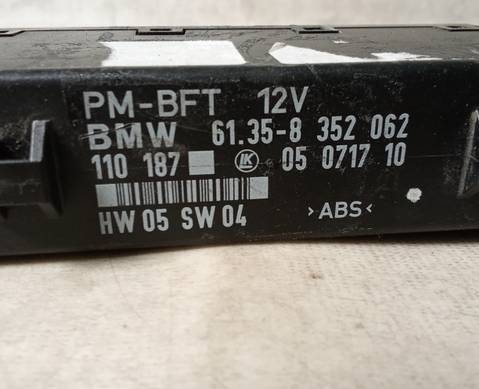 PM-BFT 12V
BMW 61.35-8 352 062
110 187 LK 05 0717 10
HW 05 SW 04 >ABS<